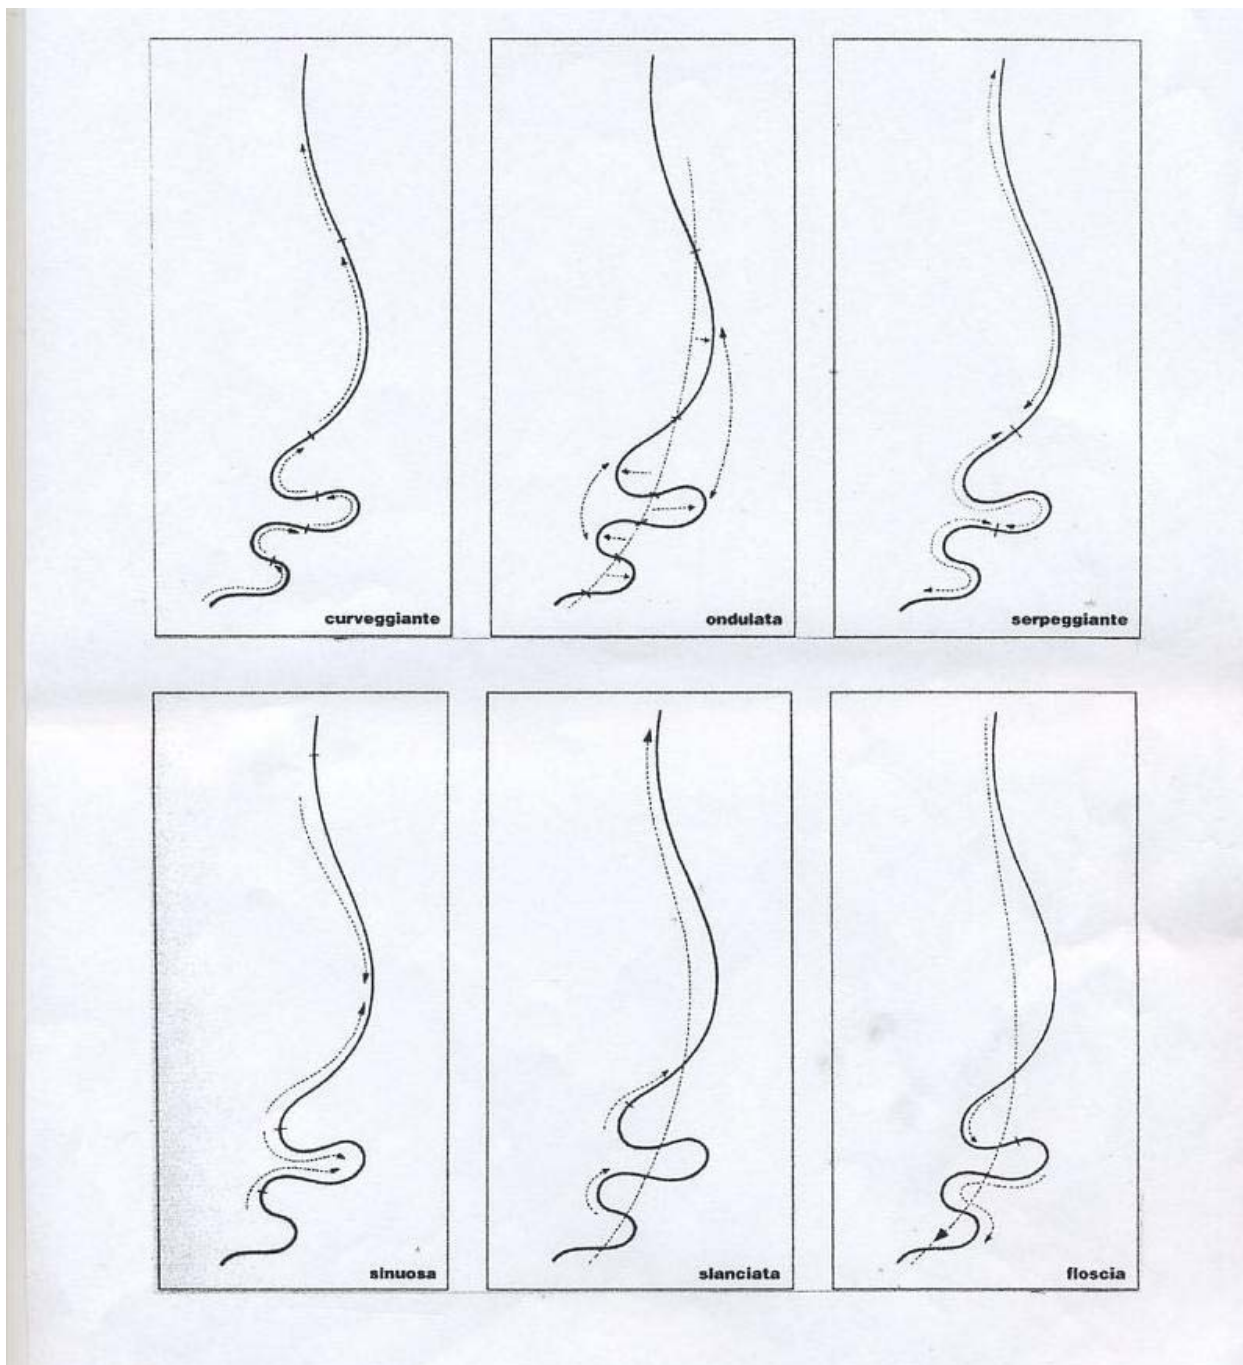 curveggiante
ondulata
serpeggiante
sinuosa
slanciata
floscia